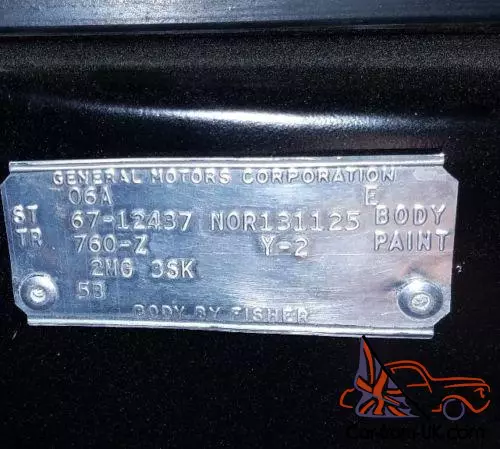 GENERAL MOTORS CORPORATION
06A E
ST 67-12437 NOR131125 BODY
TR 760-Z Y-2 PAINT
2MG 3SK
5B
BODY BY FISHER